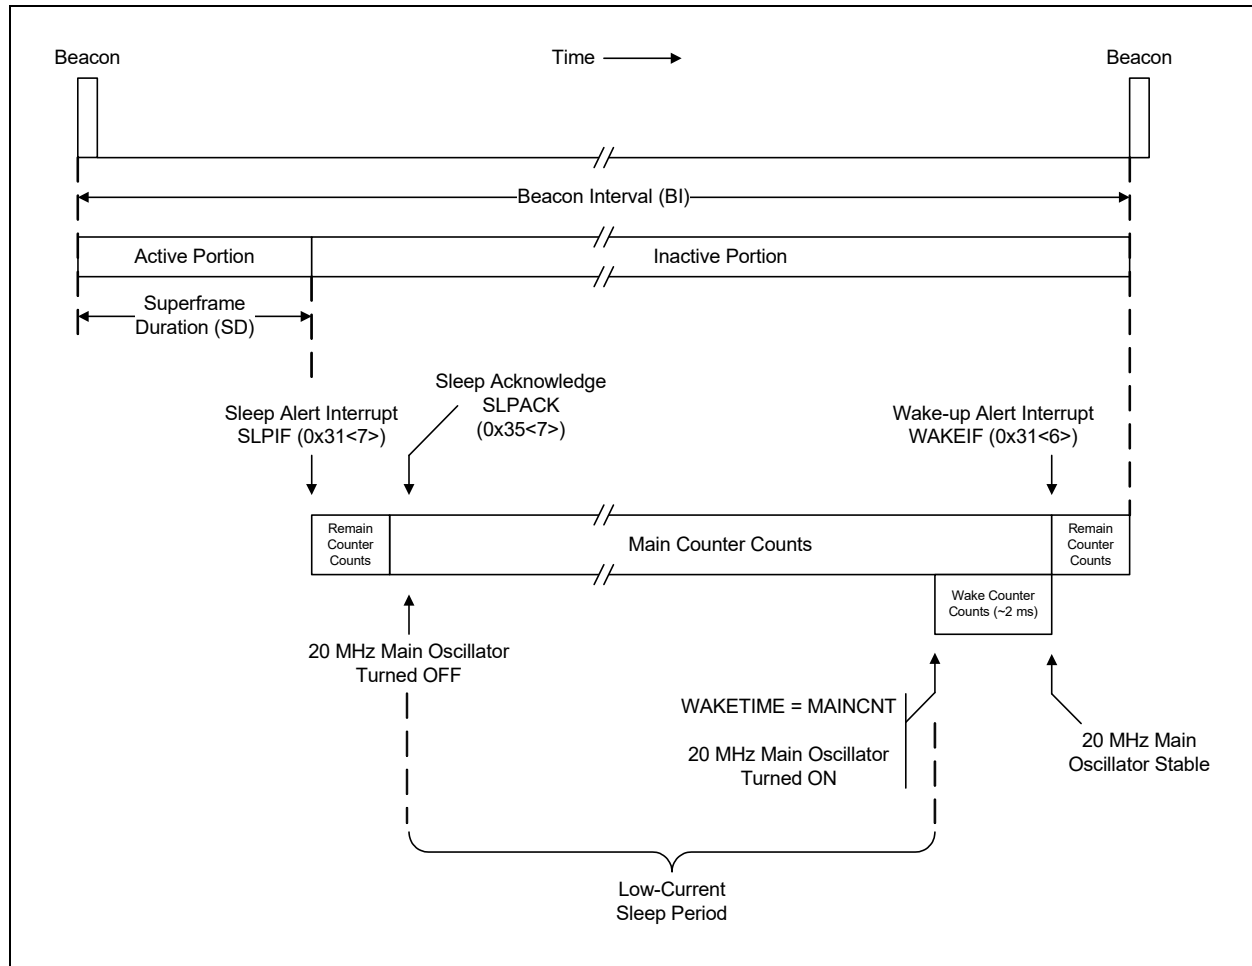 Beacon
Time
Beacon
Beacon Interval (BI)
Active Portion
Inactive Portion
Superframe
Duration (SD)
Sleep Alert Interrupt
SLPIF (0x31<7>)
Sleep Acknowledge
SLPACK
(0x35<7>)
Wake-up Alert Interrupt
WAKEIF (0x31<6>)
Remain
Counter
Counts
Main Counter Counts
Remain
Counter
Counts
Wake Counter
Counts (~2 ms)
20 MHz Main Oscillator
Turned OFF
WAKETIME = MAINCNT
20 MHz Main Oscillator
Turned ON
20 MHz Main
Oscillator Stable
Low-Current
Sleep Period